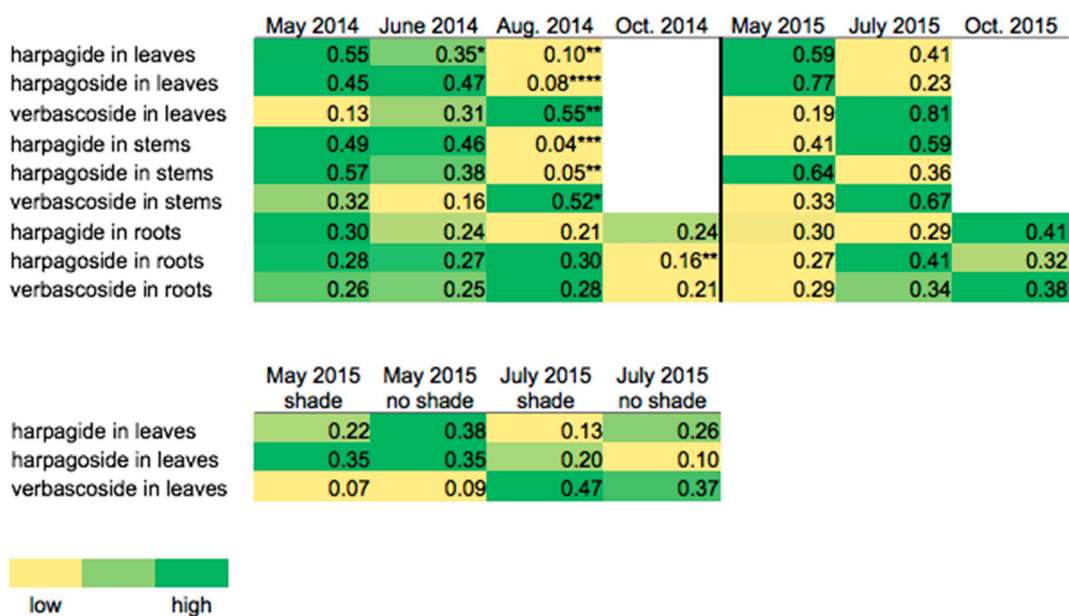 May 2014 June 2014 Aug. 2014 Oct. 2014 May 2015 July 2015 Oct. 2015
harpagide in leaves 0.55 0.35* 0.10** 0.59 0.41
harpagoside in leaves 0.45 0.47 0.08**** 0.77 0.23
verbascoside in leaves 0.13 0.31 0.55** 0.19 0.81
harpagide in stems 0.49 0.46 0.04*** 0.41 0.59
harpagoside in stems 0.57 0.38 0.05** 0.64 0.36
verbascoside in stems 0.32 0.16 0.52* 0.33 0.67
harpagide in roots 0.30 0.24 0.21 0.24 0.30 0.29 0.41
harpagoside in roots 0.28 0.27 0.30 0.16** 0.27 0.41 0.32
verbascoside in roots 0.26 0.25 0.28 0.21 0.29 0.34 0.38
May 2015 May 2015 July 2015 July 2015
shade no shade shade no shade
harpagide in leaves 0.22 0.38 0.13 0.26
harpagoside in leaves 0.35 0.35 0.20 0.10
verbascoside in leaves 0.07 0.09 0.47 0.37
low high